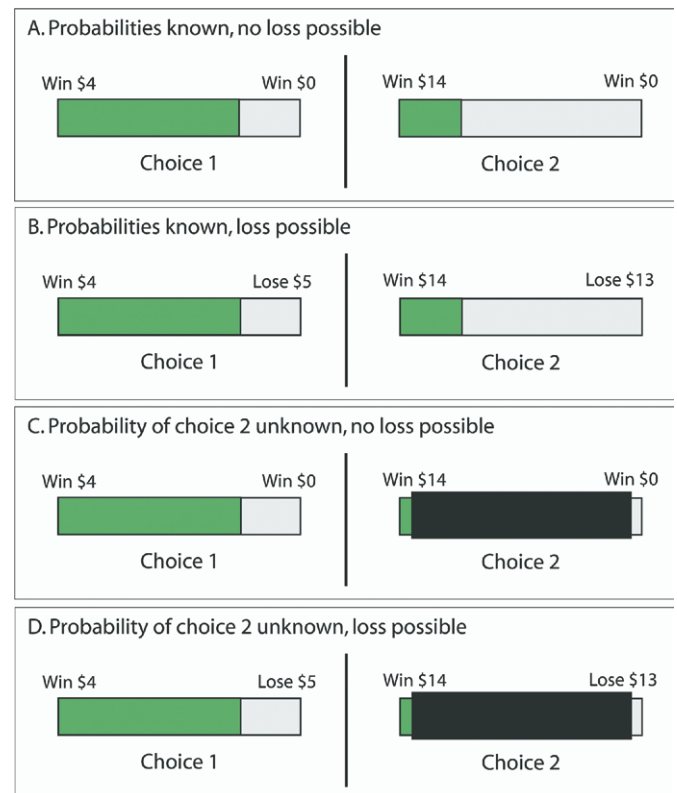 A. Probabilities known, no loss possible
Win $4 Win $0 Win $14 Win $0
Choice 1 Choice 2
B. Probabilities known, loss possible
Win $4 Lose $5 Win $14 Lose $13
Choice 1 Choice 2
C. Probability of choice 2 unknown, no loss possible
Win $4 Win $0 Win $14 Win $0
Choice 1 Choice 2
D. Probability of choice 2 unknown, loss possible
Win $4 Lose $5 Win $14 Lose $13
Choice 1 Choice 2